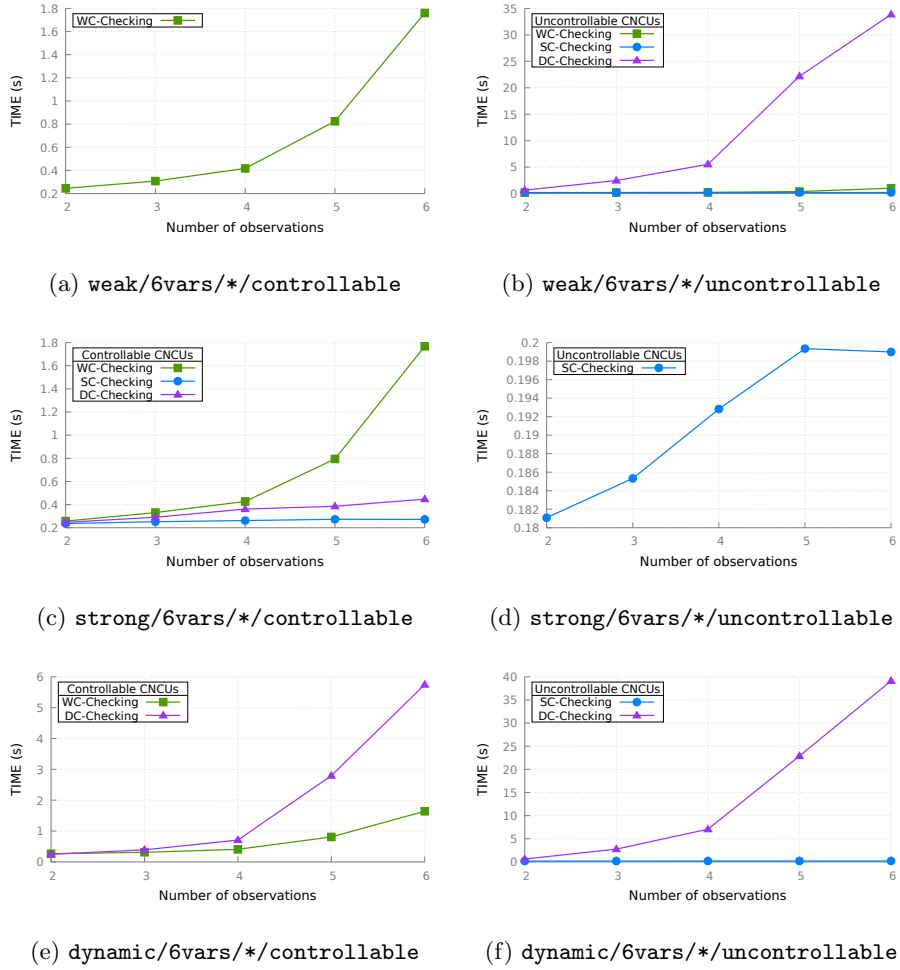 WC-Checking
TIME (s)
1.8
1.6
1.4
1.2
1
0.8
0.6
0.4
0.2
2 3 4 5 6
Number of observations
(a) weak/6vars/*/controllable
Uncontrollable CNCUs
WC-Checking
SC-Checking
DC-Checking
TIME (s)
35
30
25
20
15
10
5
0
2 3 4 5 6
Number of observations
(b) weak/6vars/*/uncontrollable
Controllable CNCUs
WC-Checking
SC-Checking
DC-Checking
TIME (s)
1.8
1.6
1.4
1.2
1
0.8
0.6
0.4
0.2
2 3 4 5 6
Number of observations
(c) strong/6vars/*/controllable
Uncontrollable CNCUs
SC-Checking
TIME (s)
0.2
0.198
0.196
0.194
0.192
0.19
0.188
0.186
0.184
0.182
0.18
2 3 4 5 6
Number of observations
(d) strong/6vars/*/uncontrollable
Controllable CNCUs
WC-Checking
DC-Checking
TIME (s)
6
5
4
3
2
1
0
2 3 4 5 6
Number of observations
(e) dynamic/6vars/*/controllable
Uncontrollable CNCUs
SC-Checking
DC-Checking
TIME (s)
40
35
30
25
20
15
10
5
0
2 3 4 5 6
Number of observations
(f) dynamic/6vars/*/uncontrollable